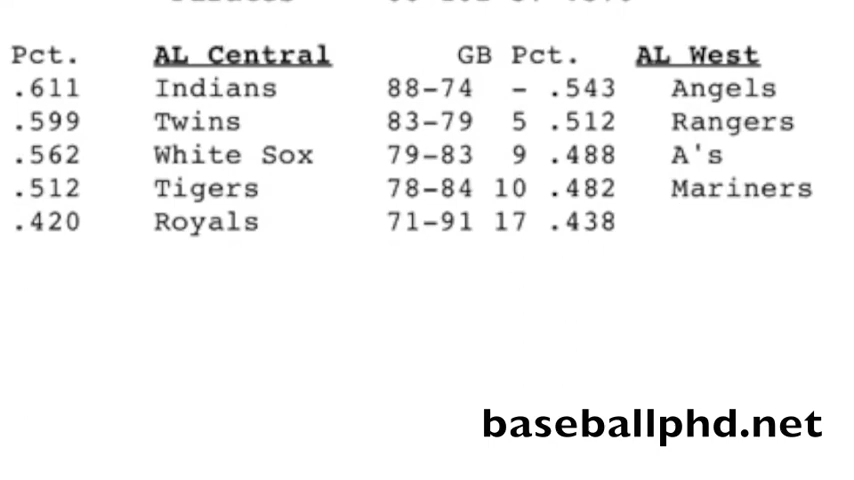 Pct. AL Central GB Pct. AL West
.611 Indians 88-74 - .543 Angels
.599 Twins 83-79 5 .512 Rangers
.562 White Sox 79-83 9 .488 A's
.512 Tigers 78-84 10 .482 Mariners
.420 Royals 71-91 17 .438
baseballphd.net